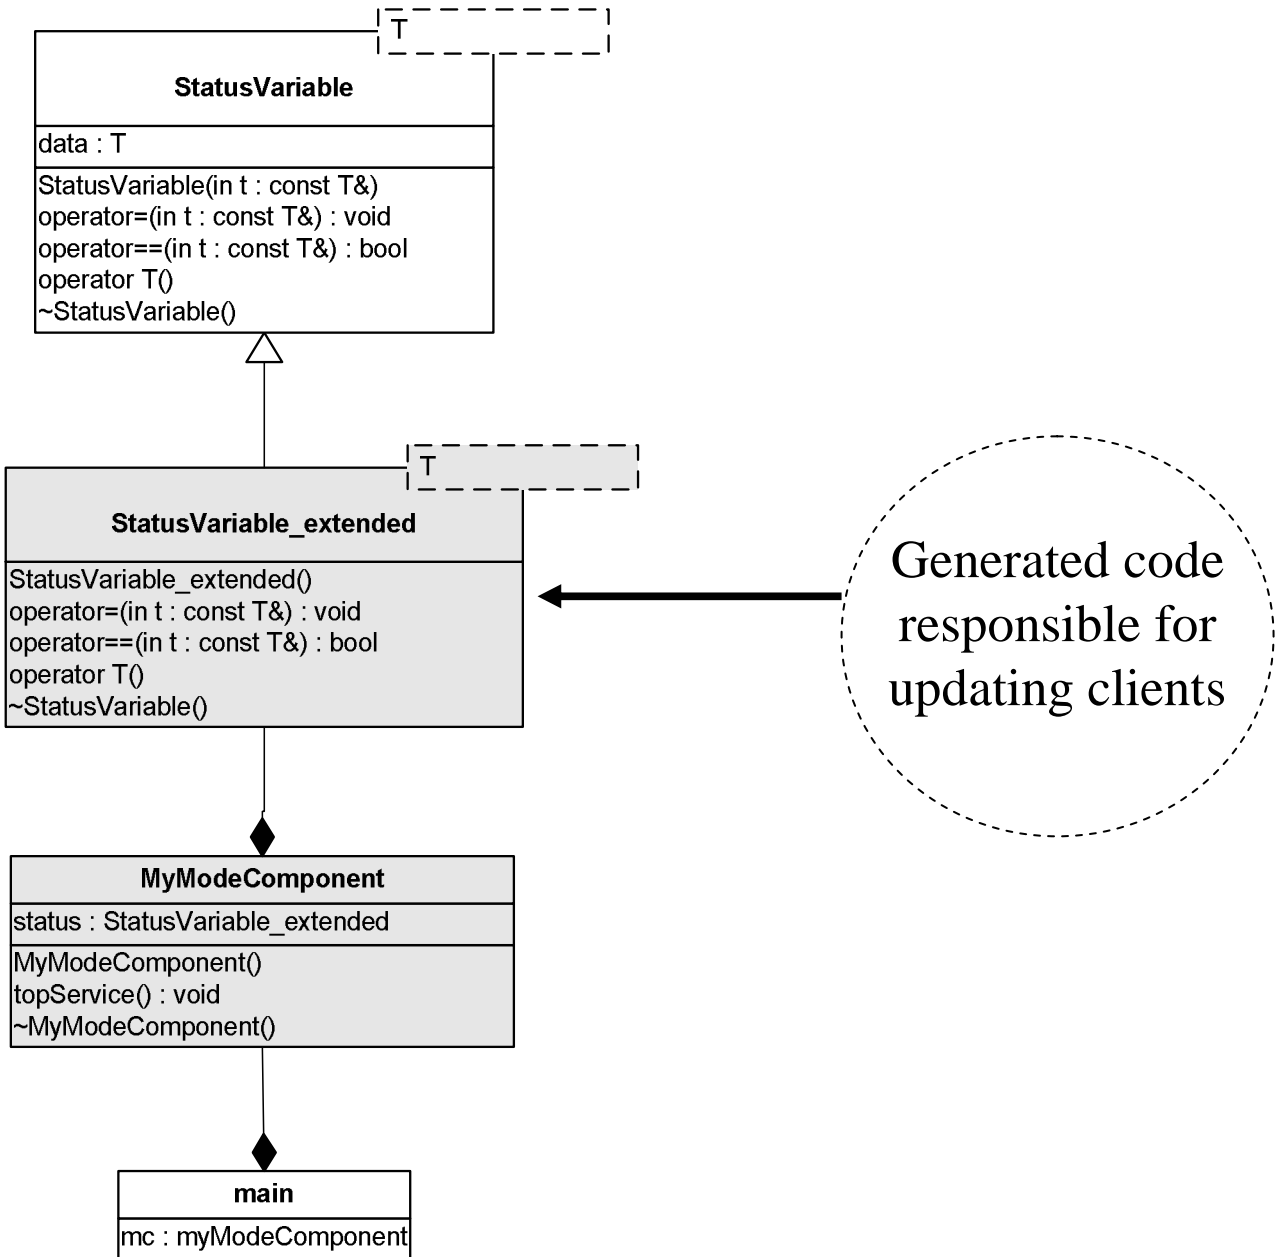 T
StatusVariable
data : T
StatusVariable(in t : const T&)
operator=(in t : const T&) : void
operator==(in t : const T&) : bool
operator T()
~StatusVariable()
T
StatusVariable_extended
StatusVariable_extended()
operator=(in t : const T&) : void
operator==(in t : const T&) : bool
operator T()
~StatusVariable()
Generated code
responsible for
updating clients
MyModeComponent
status : StatusVariable_extended
MyModeComponent()
topService() : void
~MyModeComponent()
main
mc : myModeComponent